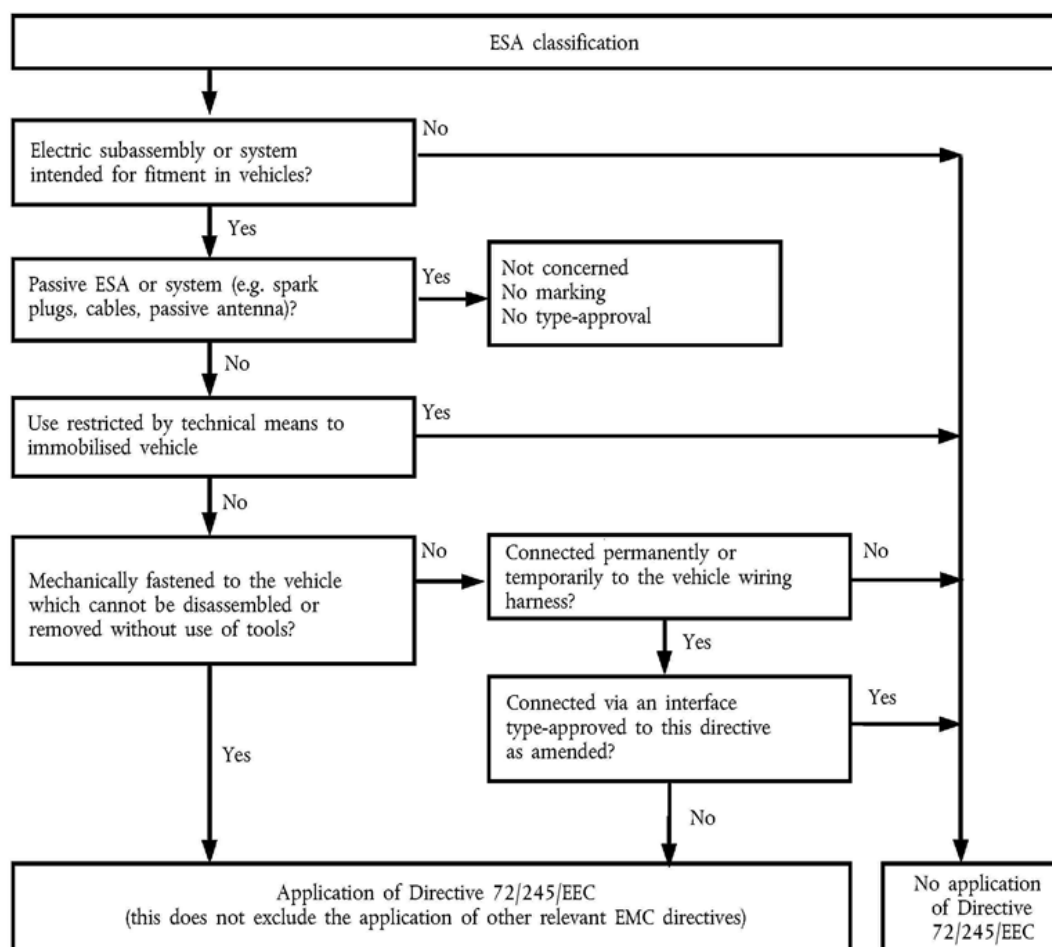 ESA classification
No
Electric subassembly or system
intended for fitment in vehicles?
Yes
Passive ESA or system (e.g. spark
plugs, cables, passive antenna)?
Yes
Not concerned
No marking
No type-approval
No
Use restricted by technical means to
immobilised vehicle
Yes
No
Mechanically fastened to the vehicle
which cannot be disassembled or
removed without use of tools?
No
Connected permanently or
temporarily to the vehicle wiring
harness?
No
Yes
Connected via an interface
type-approved to this directive
as amended?
Yes
Yes
No
Application of Directive 72/245/EEC
(this does not exclude the application of other relevant EMC directives)
No application
of Directive
72/245/EEC